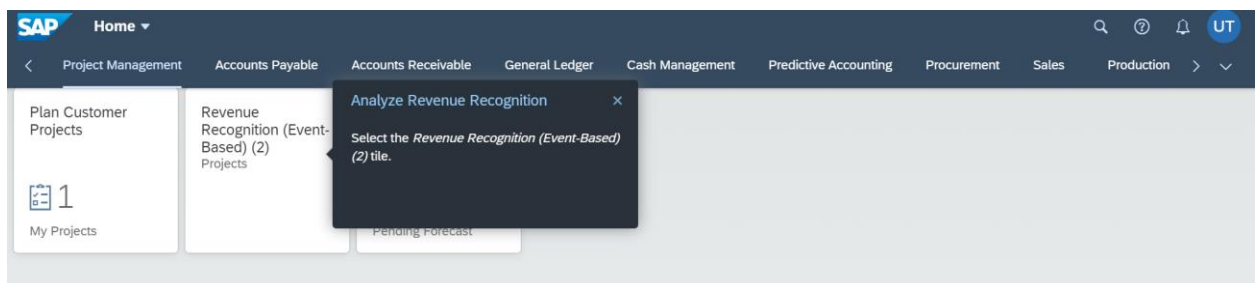 SAP Home
Project Management Accounts Payable Accounts Receivable General Ledger Cash Management Predictive Accounting Procurement Sales Production
UT
Plan Customer
Projects
1
My Projects
Revenue
Recognition (Event-
Based) (2)
Projects
Analyze Revenue Recognition
Select the Revenue Recognition (Event-Based)
(2) tile.
Pending Forecast